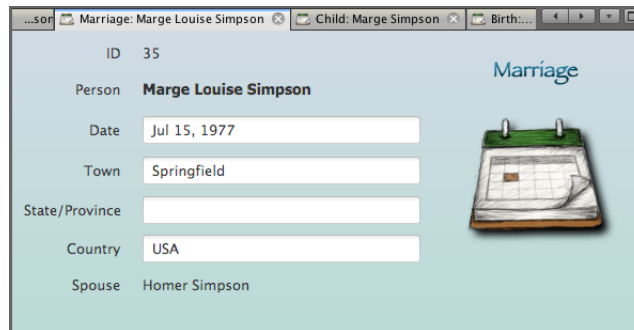 ...sor Marriage: Marge Louise Simpson Child: Marge Simpson Birth:...
ID 35
Marriage
Person Marge Louise Simpson
Date Jul 15, 1977
Town Springfield
State/Province
Country USA
Spouse Homer Simpson